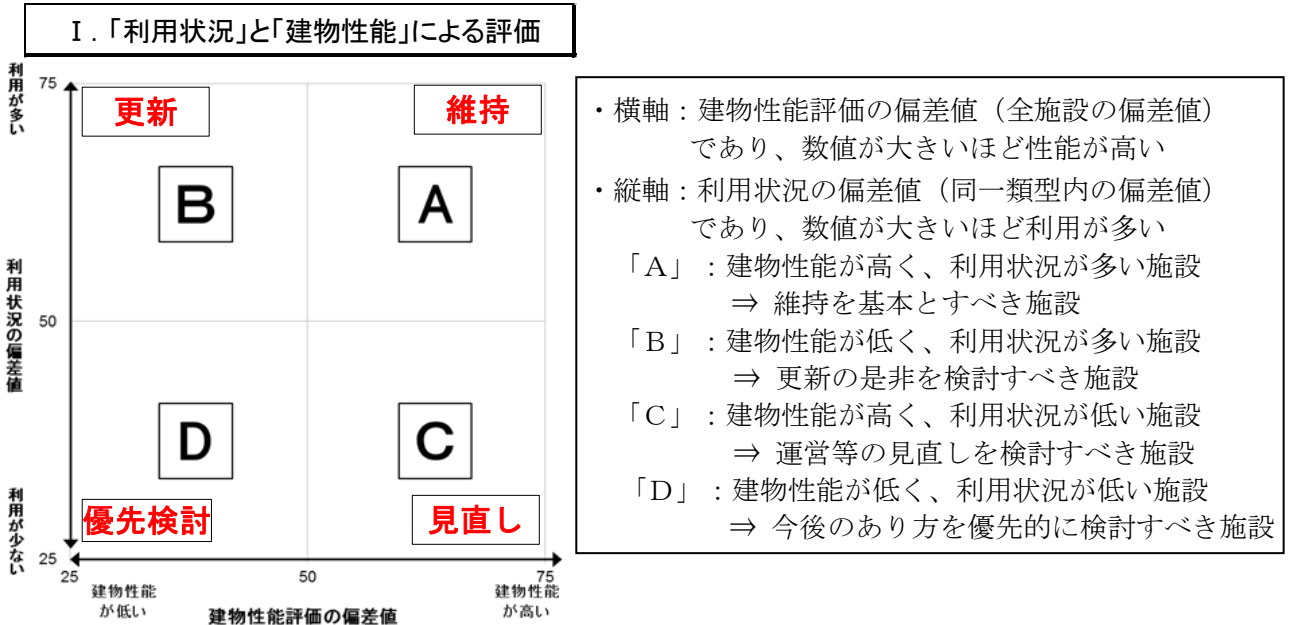 Ⅰ．「利用状況」と「建物性能」による評価
利用が多い
75
更新
維持
B
A
利用状況の偏差値
50
D
C
利用が少ない
優先検討
見直し
25
25
50
75
建物性能
が低い
建物性能評価の偏差値
建物性能
が高い
・横軸：建物性能評価の偏差値（全施設の偏差値）
であり、数値が大きいほど性能が高い
・縦軸：利用状況の偏差値（同一類型内の偏差値）
であり、数値が大きいほど利用が多い
「Ａ」：建物性能が高く、利用状況が多い施設
⇒ 維持を基本とすべき施設
「Ｂ」：建物性能が低く、利用状況が多い施設
⇒ 更新の是非を検討すべき施設
「Ｃ」：建物性能が高く、利用状況が低い施設
⇒ 運営等の見直しを検討すべき施設
「Ｄ」：建物性能が低く、利用状況が低い施設
⇒ 今後のあり方を優先的に検討すべき施設